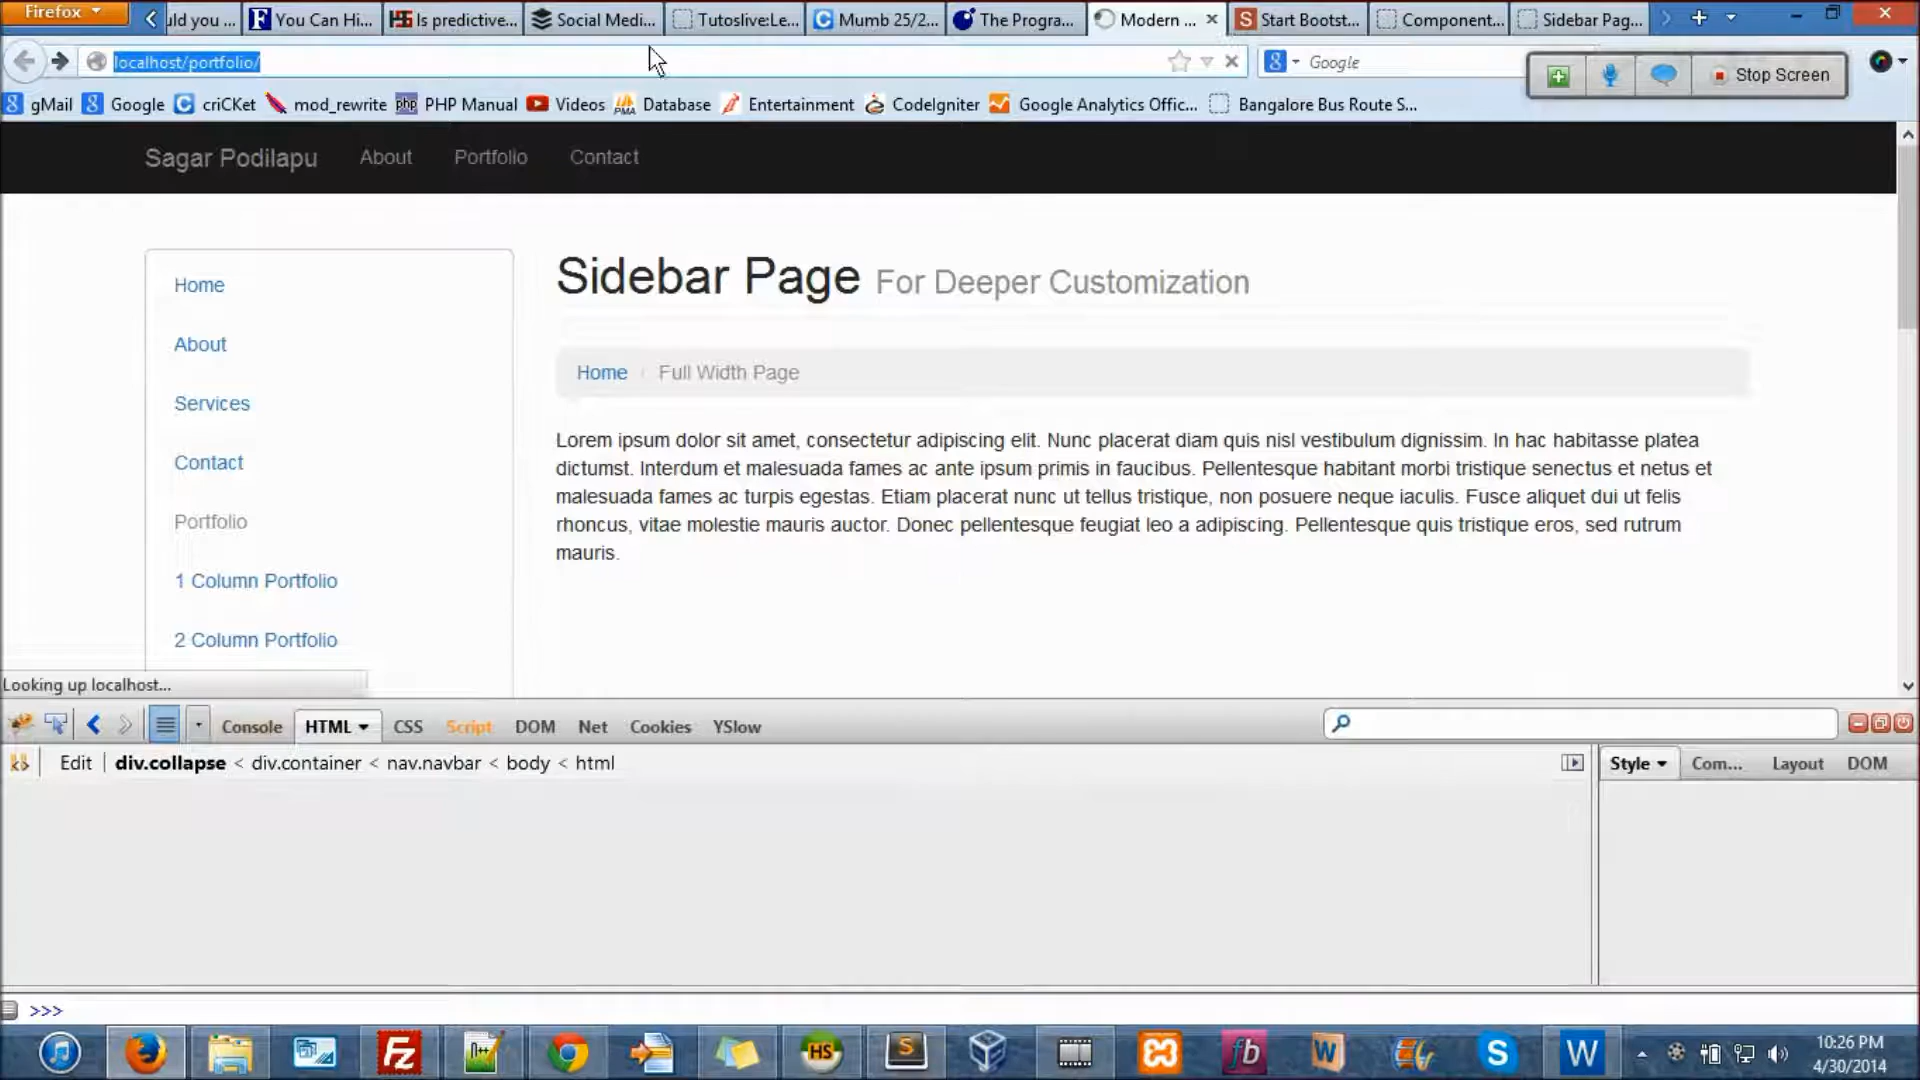 Firefox
uld you ...
You Can Hi...
Is predictive...
Social Medi...
Tutoslive:Le...
Mumb 25/2...
The Progra...
Modern ...
Start Bootst...
Component...
Sidebar Pag...
localhost/portfolio/
Google
Stop Screen
gMail
Google
criCKet
mod_rewrite
PHP Manual
Videos
Database
Entertainment
CodeIgniter
Google Analytics Offic...
Bangalore Bus Route S...
Sagar Podilapu About Portfolio Contact
Home
About
Services
Contact
Portfolio
1 Column Portfolio
2 Column Portfolio
Sidebar Page For Deeper Customization
Home / Full Width Page
Lorem ipsum dolor sit amet, consectetur adipiscing elit. Nunc placerat diam quis nisl vestibulum dignissim. In hac habitasse platea
dictumst. Interdum et malesuada fames ac ante ipsum primis in faucibus. Pellentesque habitant morbi tristique senectus et netus et
malesuada fames ac turpis egestas. Etiam placerat nunc ut tellus tristique, non posuere neque iaculis. Fusce aliquet dui ut felis
rhoncus, vitae molestie mauris auctor. Donec pellentesque feugiat leo a adipiscing. Pellentesque quis tristique eros, sed rutrum
mauris.
Looking up localhost...
Console HTML CSS Script DOM Net Cookies YSlow
Edit div.collapse < div.container < nav.navbar < body < html
Style Com... Layout DOM
>>>
10:26 PM
4/30/2014